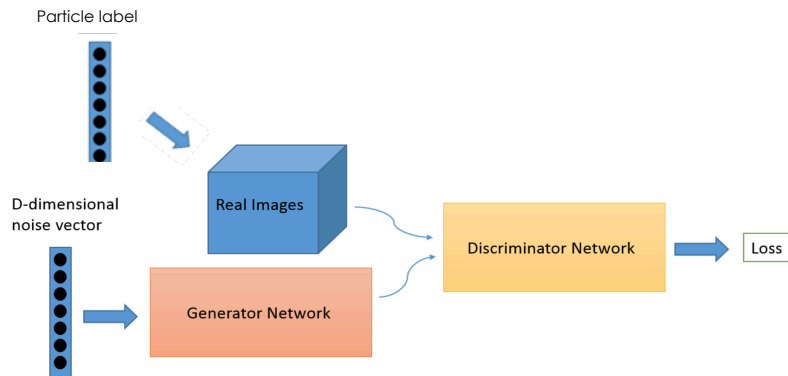 Particle label
D-dimensional
noise vector
Real Images
Generator Network
Discriminator Network
Loss